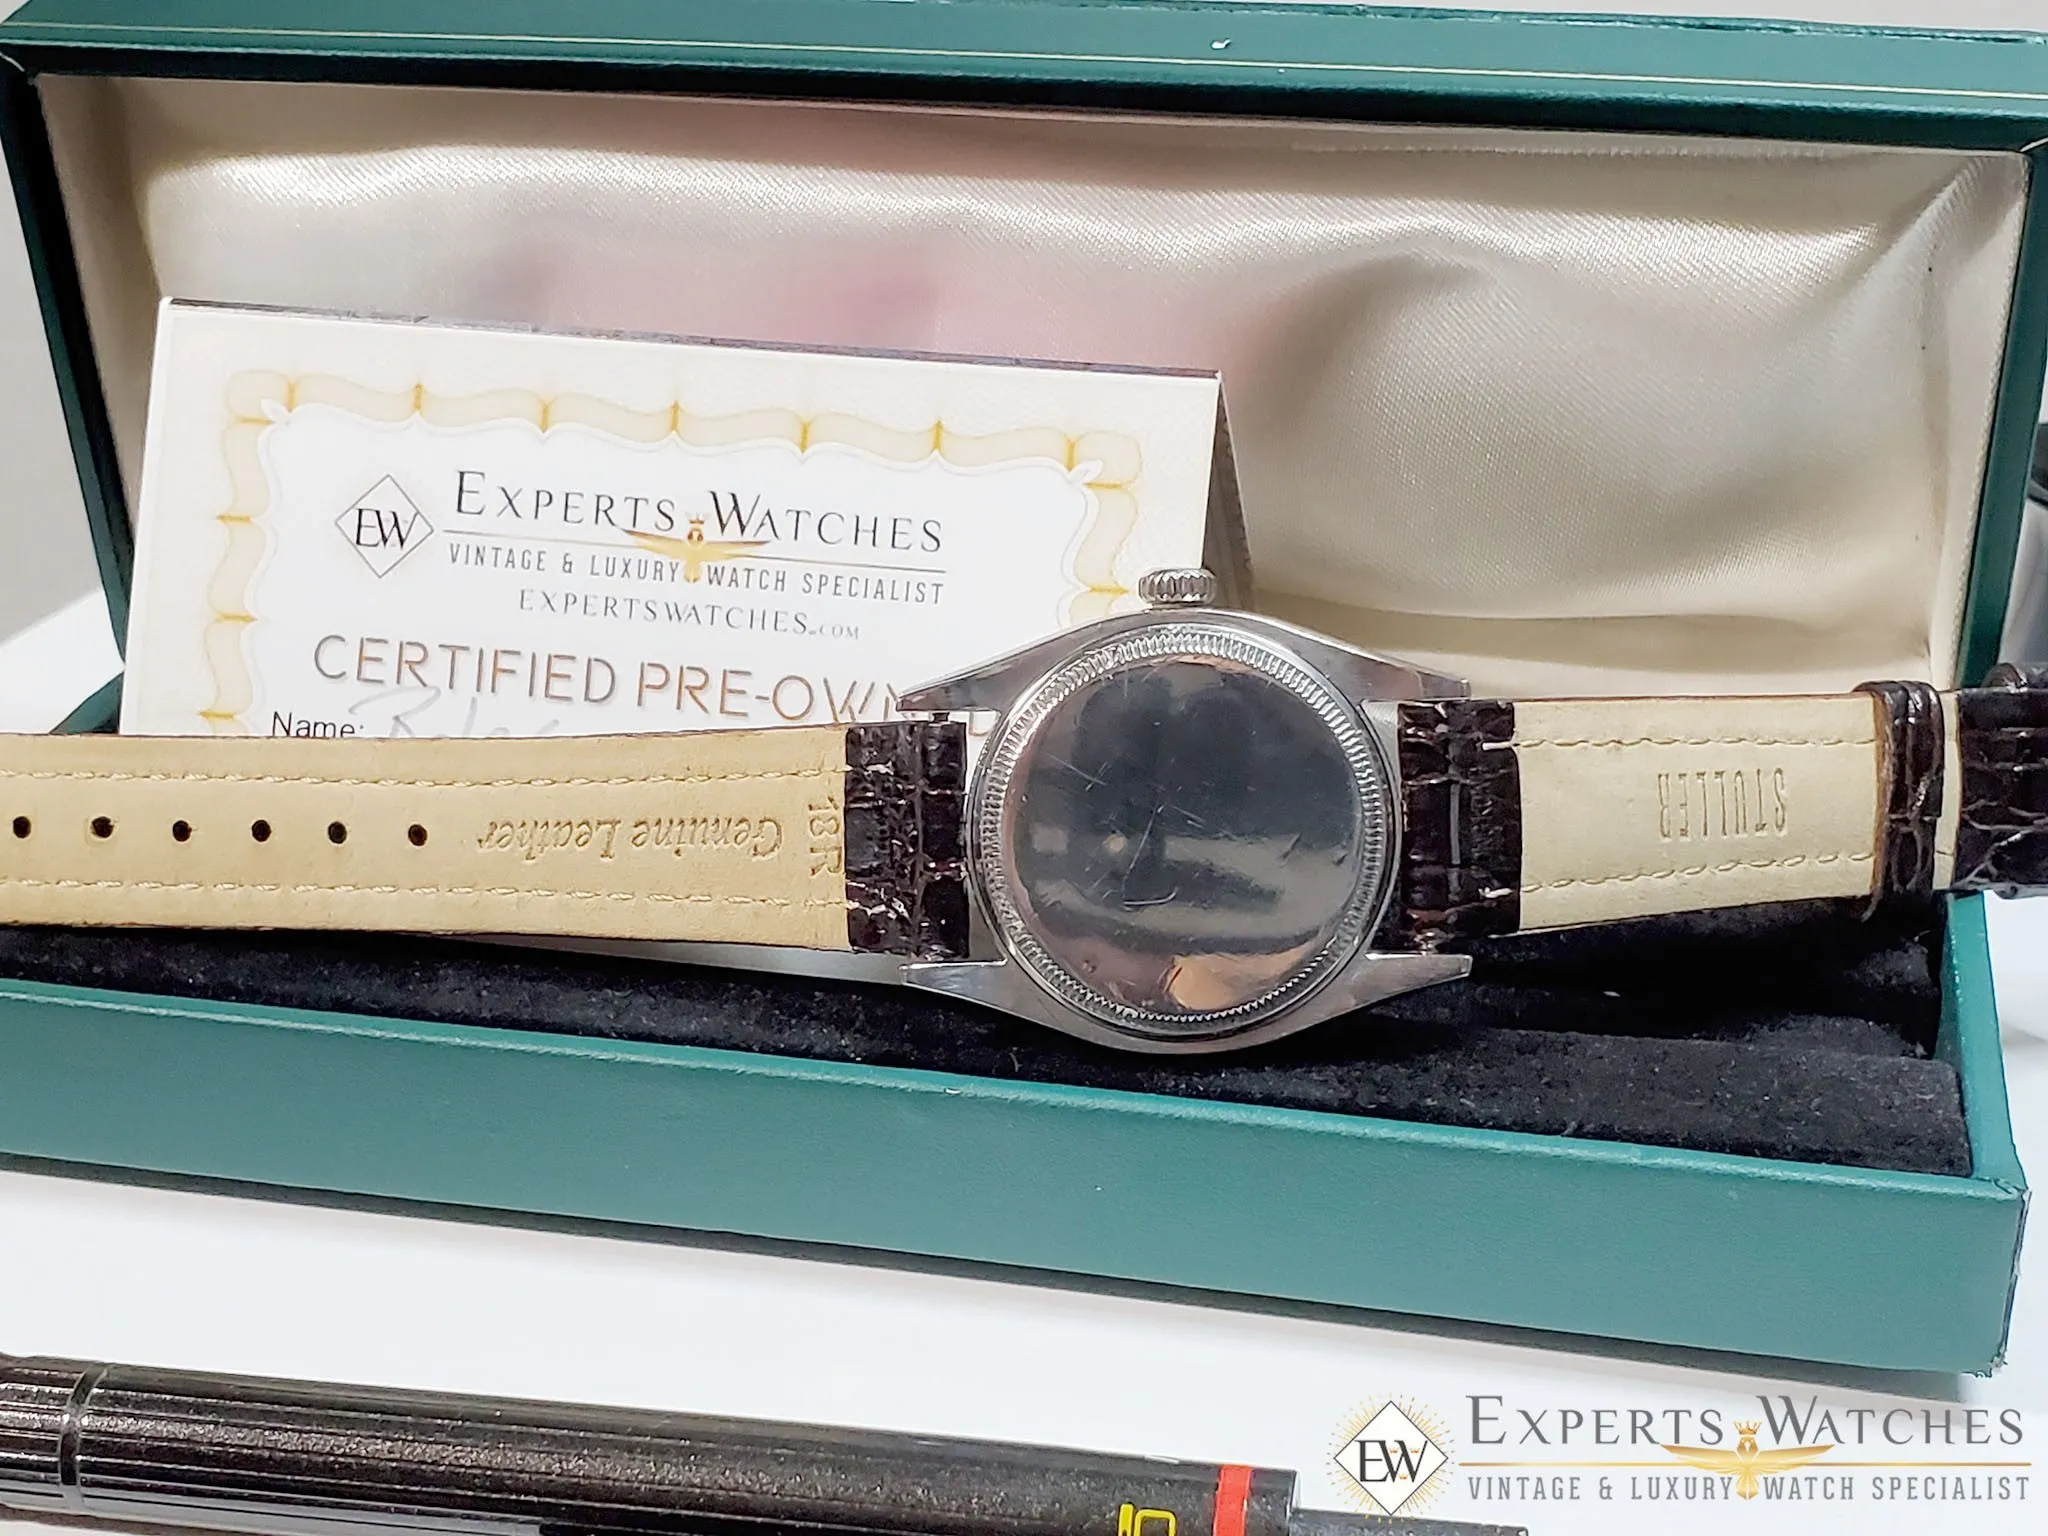 EW
EXPERTS WATCHES
VINTAGE & LUXURY WATCH SPECIALIST
EXPERTSWATCHES.COM
CERTIFIED PRE-OWNED
Name:
Genuine Leather
18R
STULLER
EW
EXPERTS WATCHES
VINTAGE & LUXURY WATCH SPECIALIST